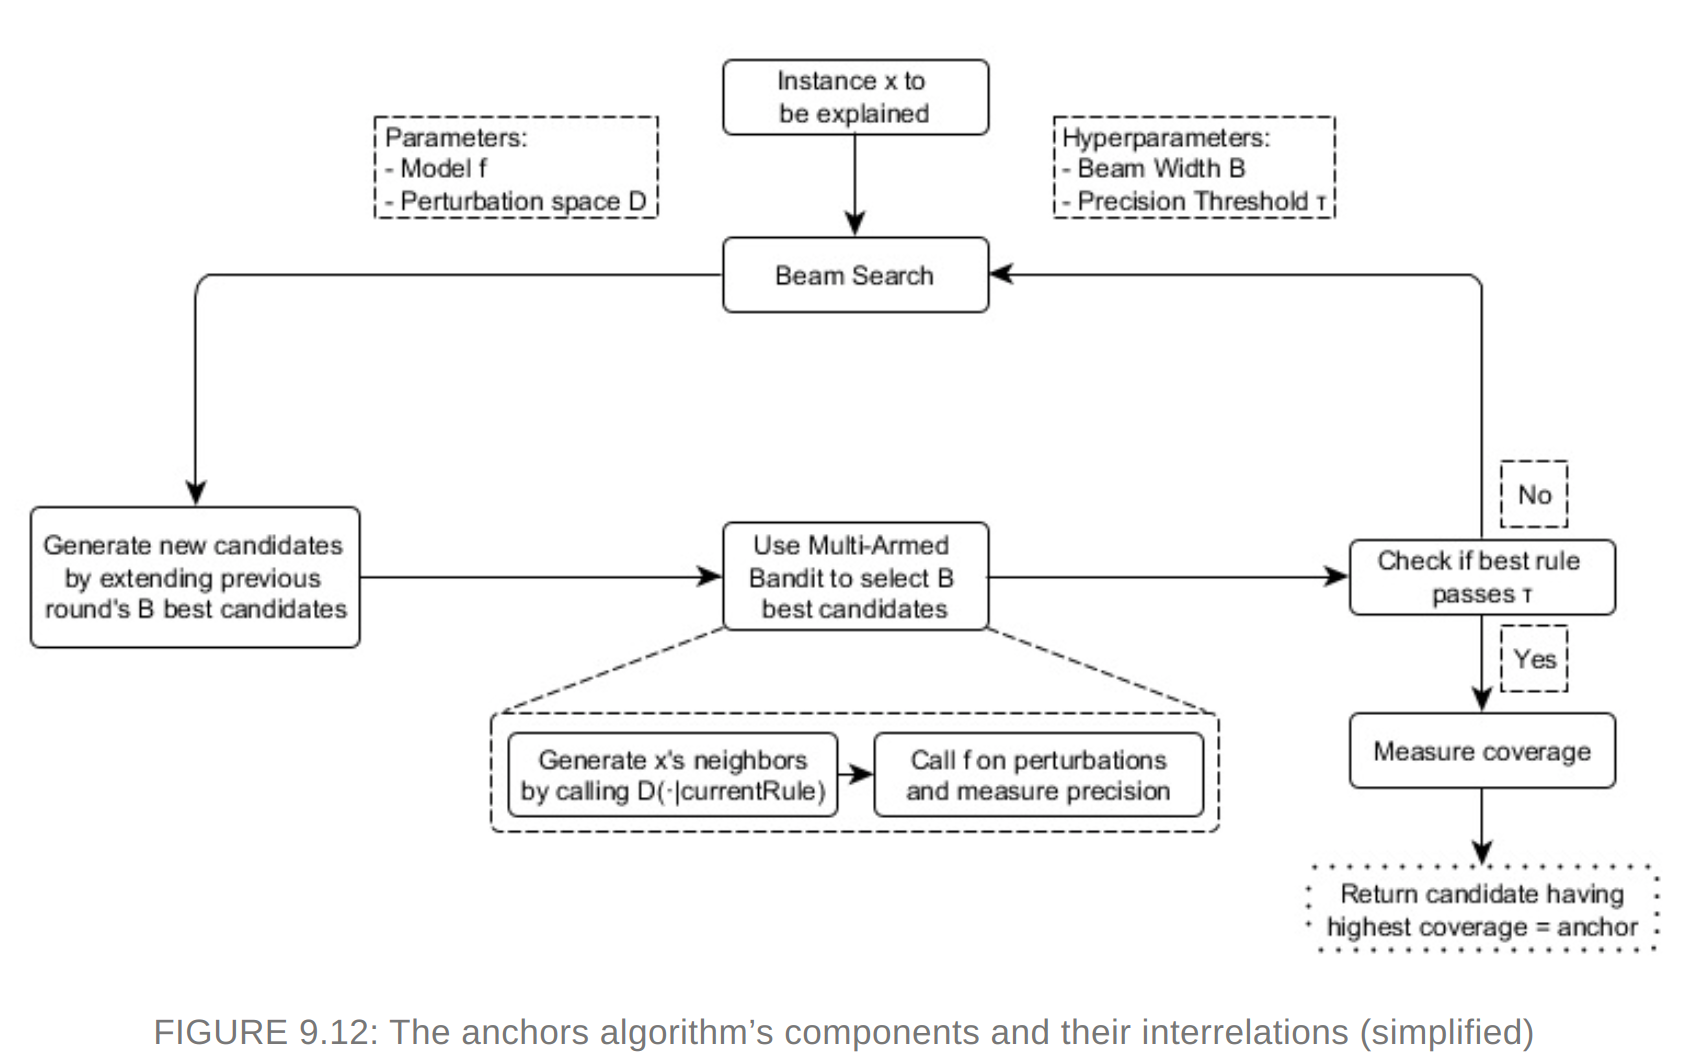 Instance x to
be explained
Parameters:
- Model f
- Perturbation space D
Hyperparameters:
- Beam Width B
- Precision Threshold τ
Beam Search
No
Generate new candidates
by extending previous
round's B best candidates
Use Multi-Armed
Bandit to select B
best candidates
Check if best rule
passes τ
Yes
Generate x's neighbors
by calling D(·|currentRule)
Call f on perturbations
and measure precision
Measure coverage
Return candidate having
highest coverage = anchor
FIGURE 9.12: The anchors algorithm’s components and their interrelations (simplified)